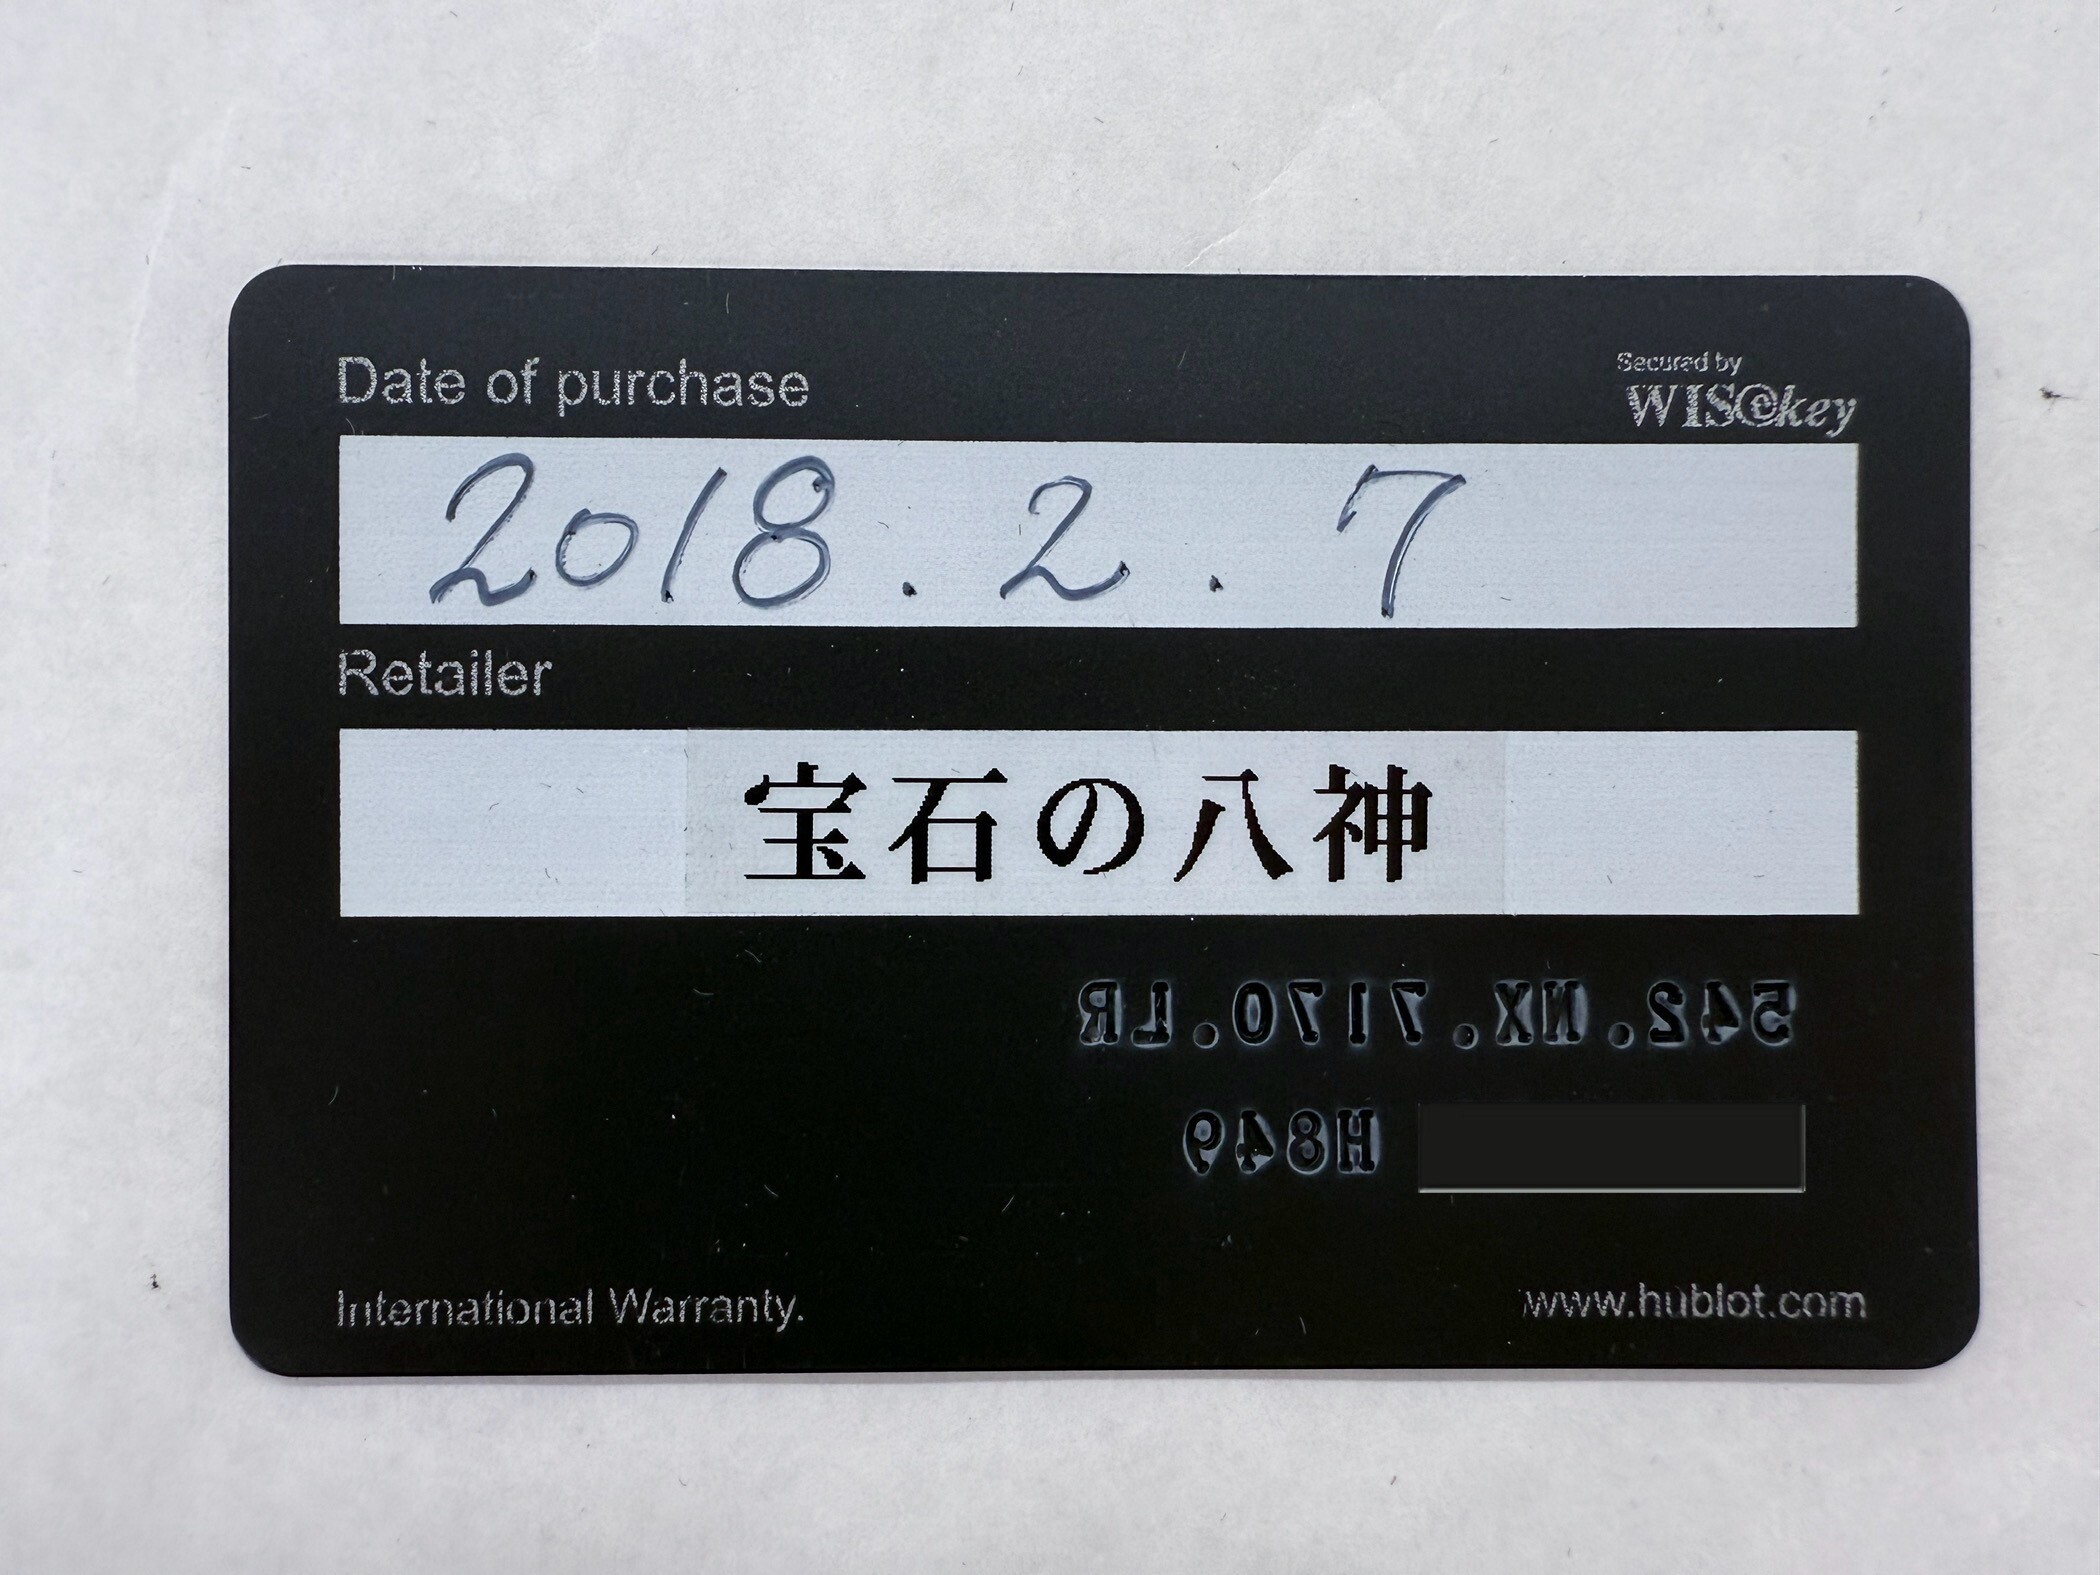 Date of purchase
Secured by
WISekey
2018. 2. 7
Retailer
宝石の八神
542.NX.7170.LR
H849
International Warranty.
www.hublot.com